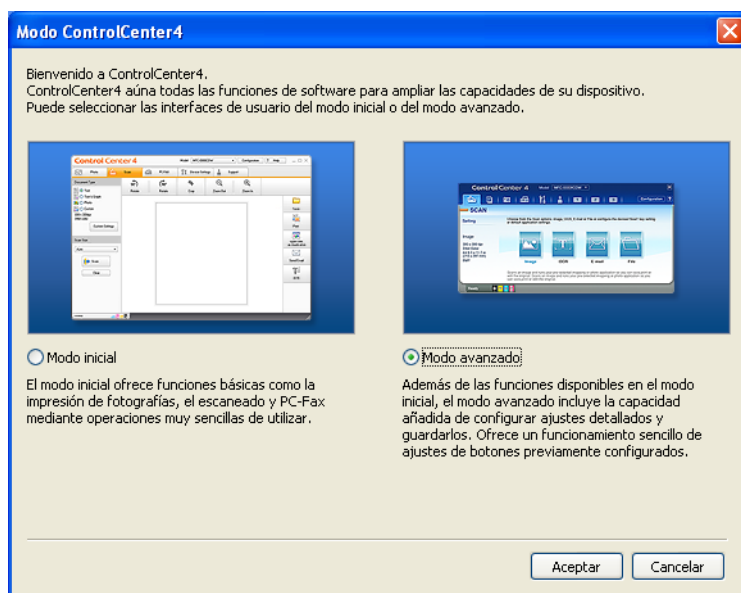 Modo ControlCenter4
Bienvenido a ControlCenter4.
ControlCenter4 aúna todas las funciones de software para ampliar las capacidades de su dispositivo.
Puede seleccionar las interfaces de usuario del modo inicial o del modo avanzado.
Control Center 4
Control Center 4
SCAN
Image
OCR
E-mail
File
Modo inicial
El modo inicial ofrece funciones básicas como la
impresión de fotografías, el escaneado y PC-Fax
mediante operaciones muy sencillas de utilizar.
Modo avanzado
Además de las funciones disponibles en el modo
inicial, el modo avanzado incluye la capacidad
añadida de configurar ajustes detallados y
guardarlos. Ofrece un funcionamiento sencillo de
ajustes de botones previamente configurados.
Aceptar
Cancelar